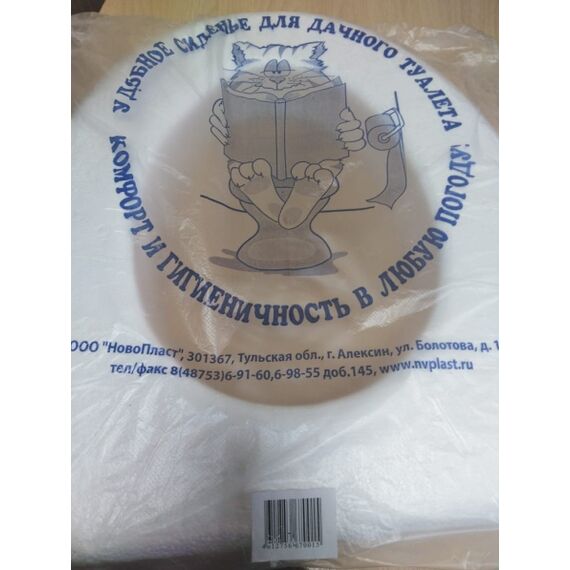 УДОБНОЕ СИДЕНЬЕ ДЛЯ ДАЧНОГО ТУАЛЕТА
КОМФОРТ И ГИГИЕНИЧНОСТЬ В ЛЮБУЮ ПОГОДУ
ООО "НовоПласт", 301367, Тульская обл., г. Алексин, ул. Болотова, д. 1
тел/факс 8(48753)6-91-60,6-98-55 доб.145, www.nvplast.ru